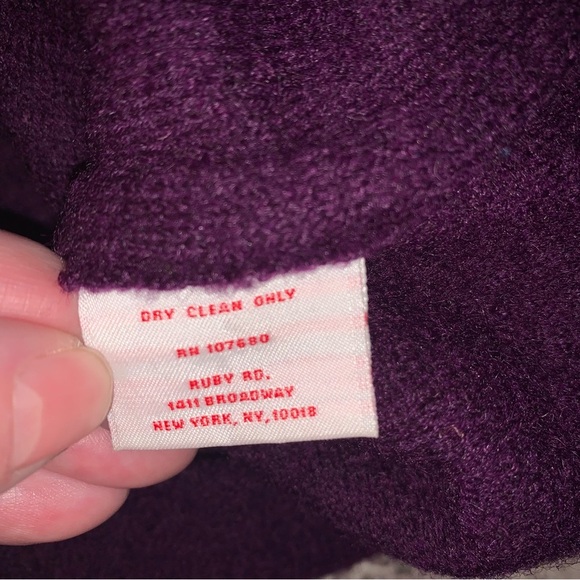 DRY CLEAN ONLY
RN 107680
RUBY RD.
1411 BROADWAY
NEW YORK, NY, 10018